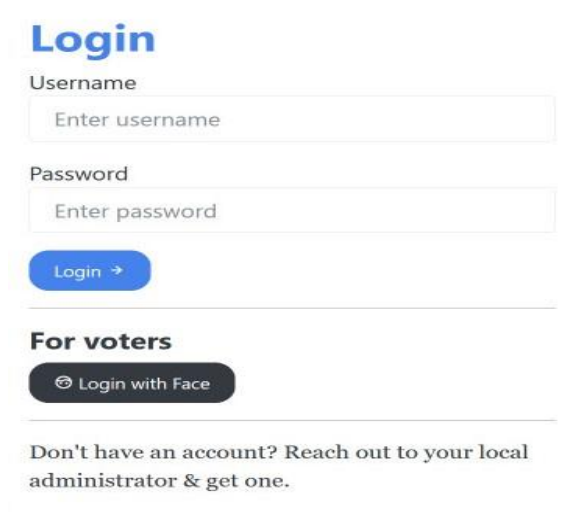 Login
Username
Enter username
Password
Enter password
Login →
For voters
Login with Face
Don't have an account? Reach out to your local
administrator & get one.